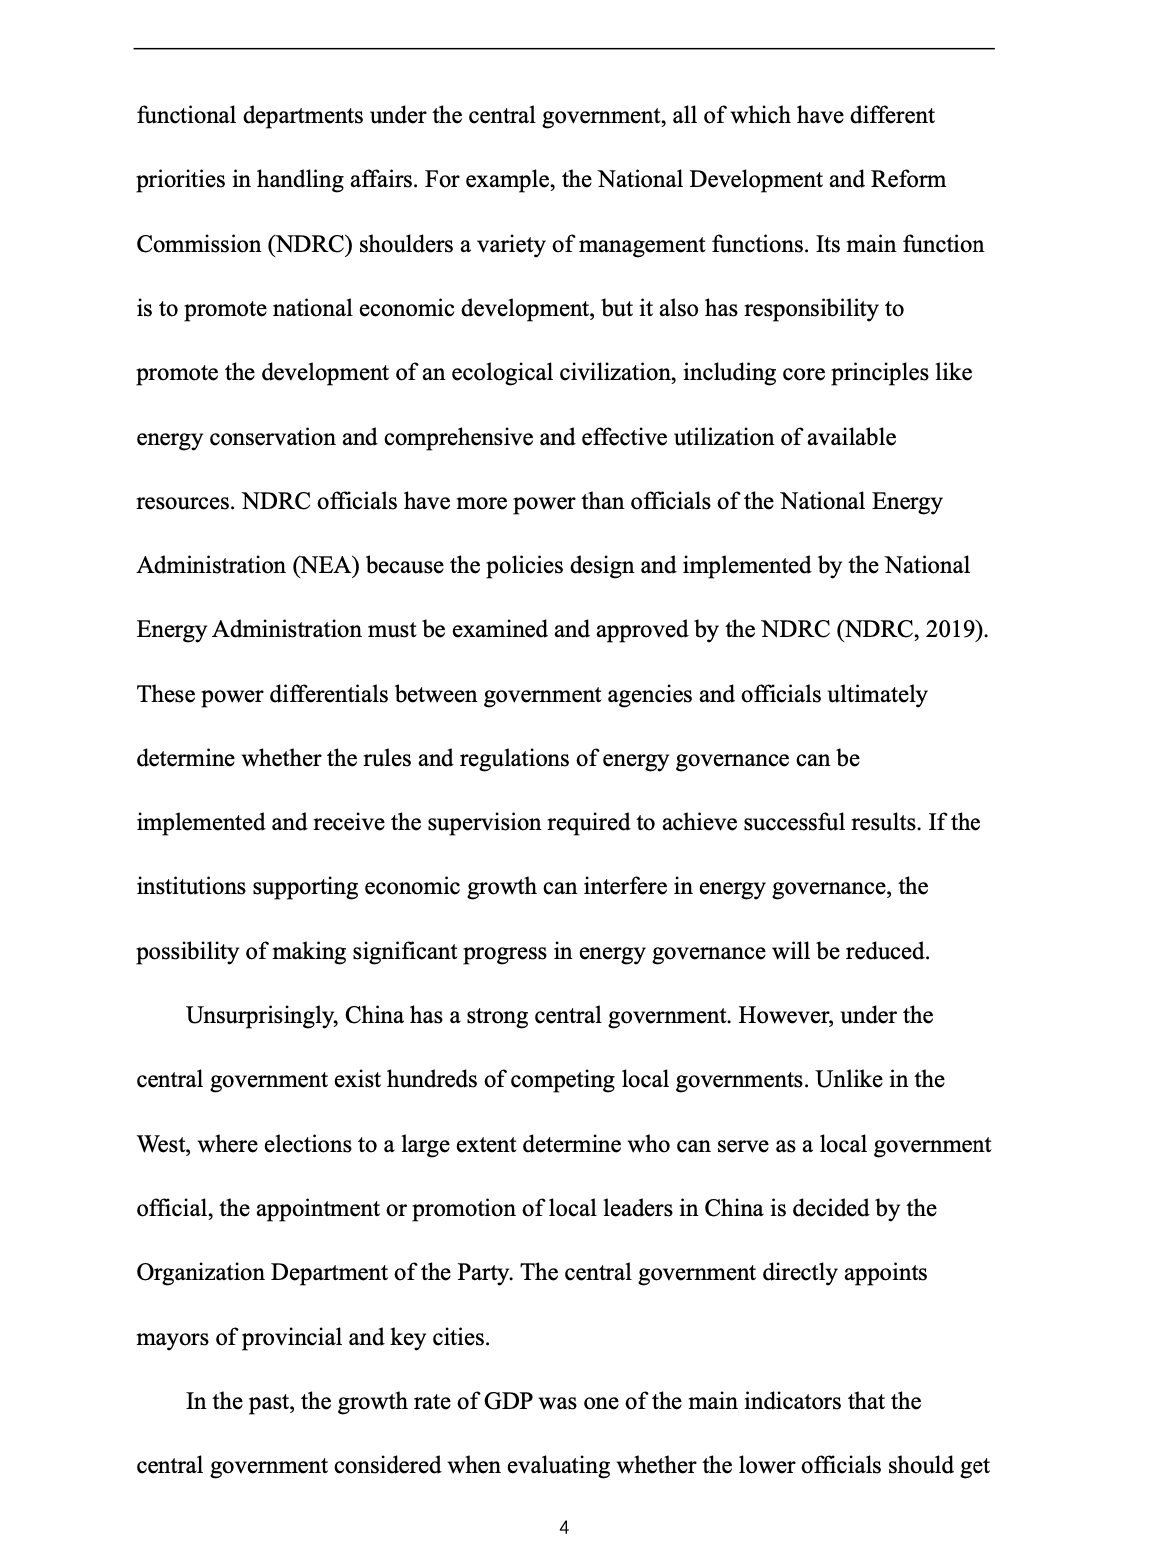 functional departments under the central government, all of which have different
priorities in handling affairs. For example, the National Development and Reform
Commission (NDRC) shoulders a variety of management functions. Its main function
is to promote national economic development, but it also has responsibility to
promote the development of an ecological civilization, including core principles like
energy conservation and comprehensive and effective utilization of available
resources. NDRC officials have more power than officials of the National Energy
Administration (NEA) because the policies design and implemented by the National
Energy Administration must be examined and approved by the NDRC (NDRC, 2019).
These power differentials between government agencies and officials ultimately
determine whether the rules and regulations of energy governance can be
implemented and receive the supervision required to achieve successful results. If the
institutions supporting economic growth can interfere in energy governance, the
possibility of making significant progress in energy governance will be reduced.
Unsurprisingly, China has a strong central government. However, under the
central government exist hundreds of competing local governments. Unlike in the
West, where elections to a large extent determine who can serve as a local government
official, the appointment or promotion of local leaders in China is decided by the
Organization Department of the Party. The central government directly appoints
mayors of provincial and key cities.
In the past, the growth rate of GDP was one of the main indicators that the
central government considered when evaluating whether the lower officials should get
4